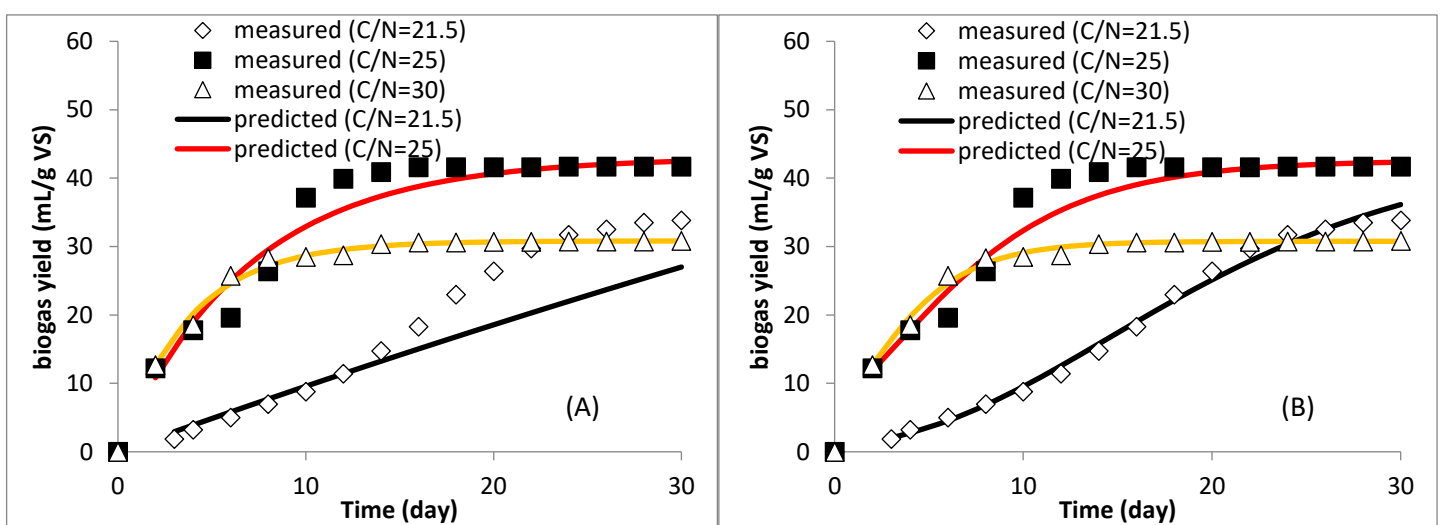 measured (C/N=21.5)
measured (C/N=25)
measured (C/N=30)
predicted (C/N=21.5)
predicted (C/N=25)
biogas yield (mL/g VS)
60
50
40
30
20
10
0
(A)
0 10 20 30
Time (day)
measured (C/N=21.5)
measured (C/N=25)
measured (C/N=30)
predicted (C/N=21.5)
predicted (C/N=25)
biogas yield (mL/g VS)
60
50
40
30
20
10
0
(B)
0 10 20 30
Time (day)